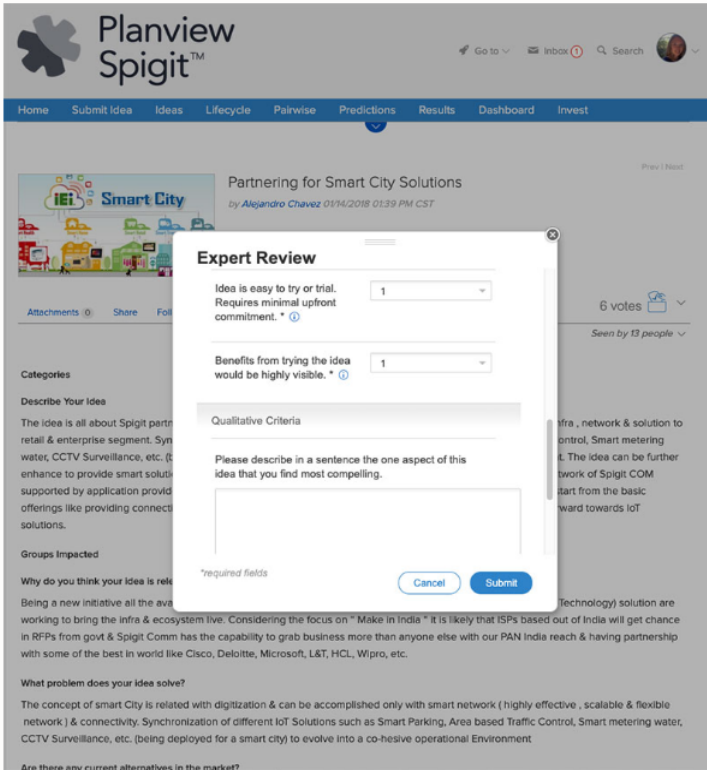 Planview
Spigit™
Go to
Inbox 1
Search
Home Submit Idea Ideas Lifecycle Pairwise Predictions Results Dashboard Invest
Prev | Next
iEi Smart City
Partnering for Smart City Solutions
by Alejandro Chavez 01/14/2018 01:39 PM CST
Attachments 0 Share Foll
6 votes
Seen by 13 people
Expert Review
Idea is easy to try or trial.
Requires minimal upfront
commitment. *
1
Benefits from trying the idea
would be highly visible. *
1
Qualitative Criteria
Please describe in a sentence the one aspect of this
idea that you find most compelling.
*required fields
Cancel
Submit
Categories
Describe Your Idea
The idea is all about Spigit partn nfra , network & solution to
retail & enterprise segment. Syn ontrol, Smart metering
water, CCTV Surveillance, etc. (b t. The idea can be further
enhance to provide smart soluti twork of Spigit COM
supported by application provid start from the basic
offerings like providing connecti ward towards IoT
solutions.
Groups Impacted
Why do you think your idea is rele
Being a new initiative all the ava Technology) solution are
working to bring the infra & ecosystem live. Considering the focus on " Make in India " it is likely that ISPs based out of India will get chance
in RFPs from govt & Spigit Comm has the capability to grab business more than anyone else with our PAN India reach & having partnership
with some of the best in world like Cisco, Deloitte, Microsoft, L&T, HCL, Wipro, etc.
What problem does your idea solve?
The concept of smart City is related with digitization & can be accomplished only with smart network ( highly effective , scalable & flexible
network ) & connectivity. Synchronization of different IoT Solutions such as Smart Parking, Area based Traffic Control, Smart metering water,
CCTV Surveillance, etc. (being deployed for a smart city) to evolve into a co-hesive operational Environment
Are there any current alternatives in the market?